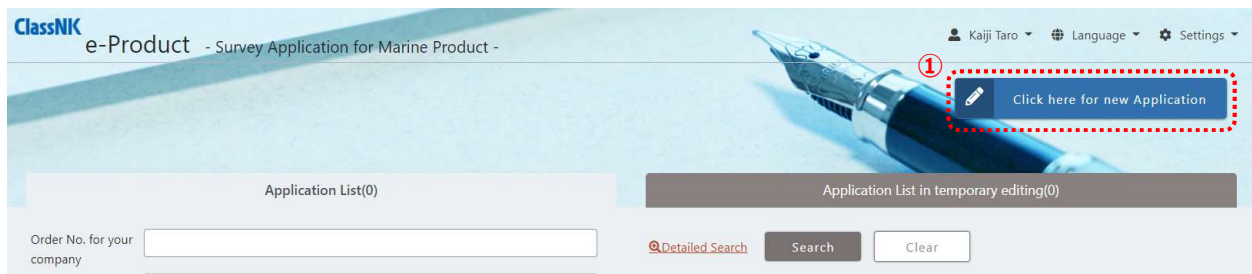 ClassNK
e-Product - Survey Application for Marine Product -
Kaiji Taro
Language
Settings
①
Click here for new Application
Application List(0)
Application List in temporary editing(0)
Order No. for your
company
Detailed Search
Search
Clear